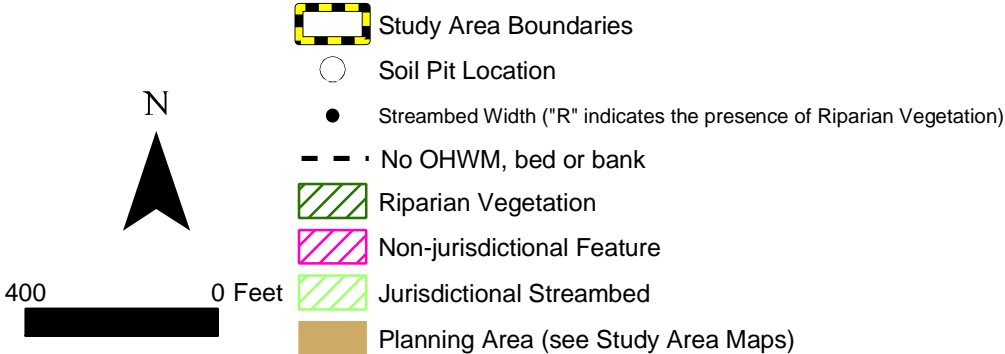 Study Area Boundaries
Soil Pit Location
N
Streambed Width ("R" indicates the presence of Riparian Vegetation)
No OHWM, bed or bank
Riparian Vegetation
Non-jurisdictional Feature
400 0 Feet
Jurisdictional Streambed
Planning Area (see Study Area Maps)